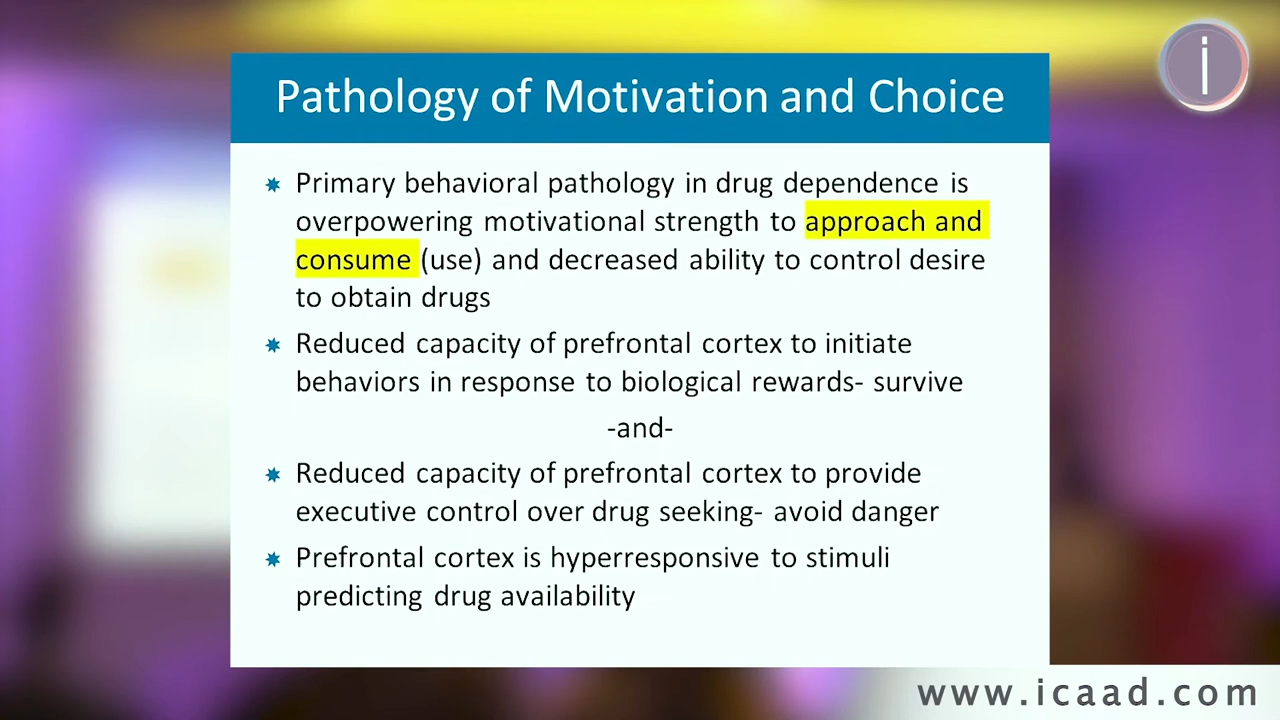 i
Pathology of Motivation and Choice
Primary behavioral pathology in drug dependence is
overpowering motivational strength to approach and
consume (use) and decreased ability to control desire
to obtain drugs
Reduced capacity of prefrontal cortex to initiate
behaviors in response to biological rewards- survive
-and-
Reduced capacity of prefrontal cortex to provide
executive control over drug seeking- avoid danger
Prefrontal cortex is hyperresponsive to stimuli
predicting drug availability
www.icaad.com